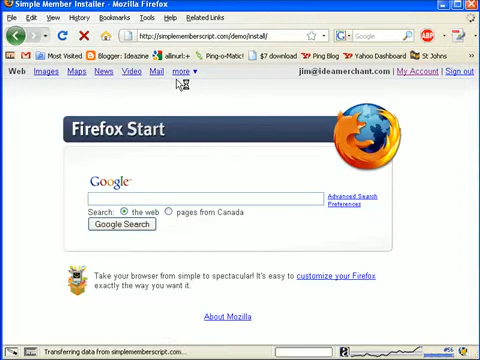 Simple Member Installer - Mozilla Firefox
File Edit View History Bookmarks Tools Help Related Links
http://simplememberscript.com/demo/install/
Google
ABP
Most Visited Blogger: Ideazine allinurl:+ Ping-o-Matic! $7 download Ping Blog Yahoo Dashboard St Johns
Web Images Maps News Video Mail more ▼ jim@ideamerchant.com | My Account | Sign out
Firefox Start
Google
Advanced Search
Preferences
Search: the web pages from Canada
Google Search
Take your browser from simple to spectacular! It's easy to customize your Firefox
exactly the way you want it.
About Mozilla
Transferring data from simplememberscript.com...